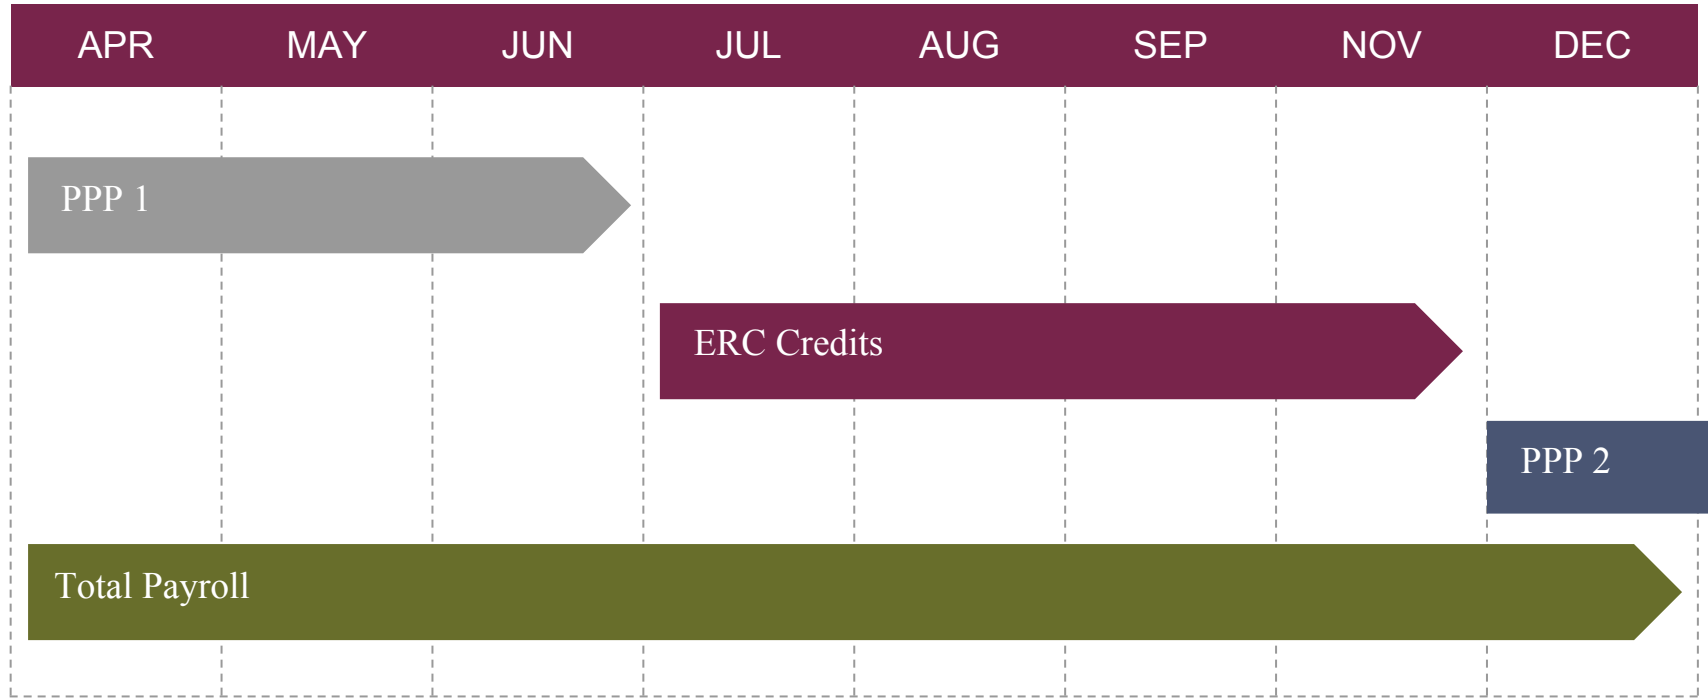 APR MAY JUN JUL AUG SEP NOV DEC
PPP 1
ERC Credits
PPP 2
Total Payroll